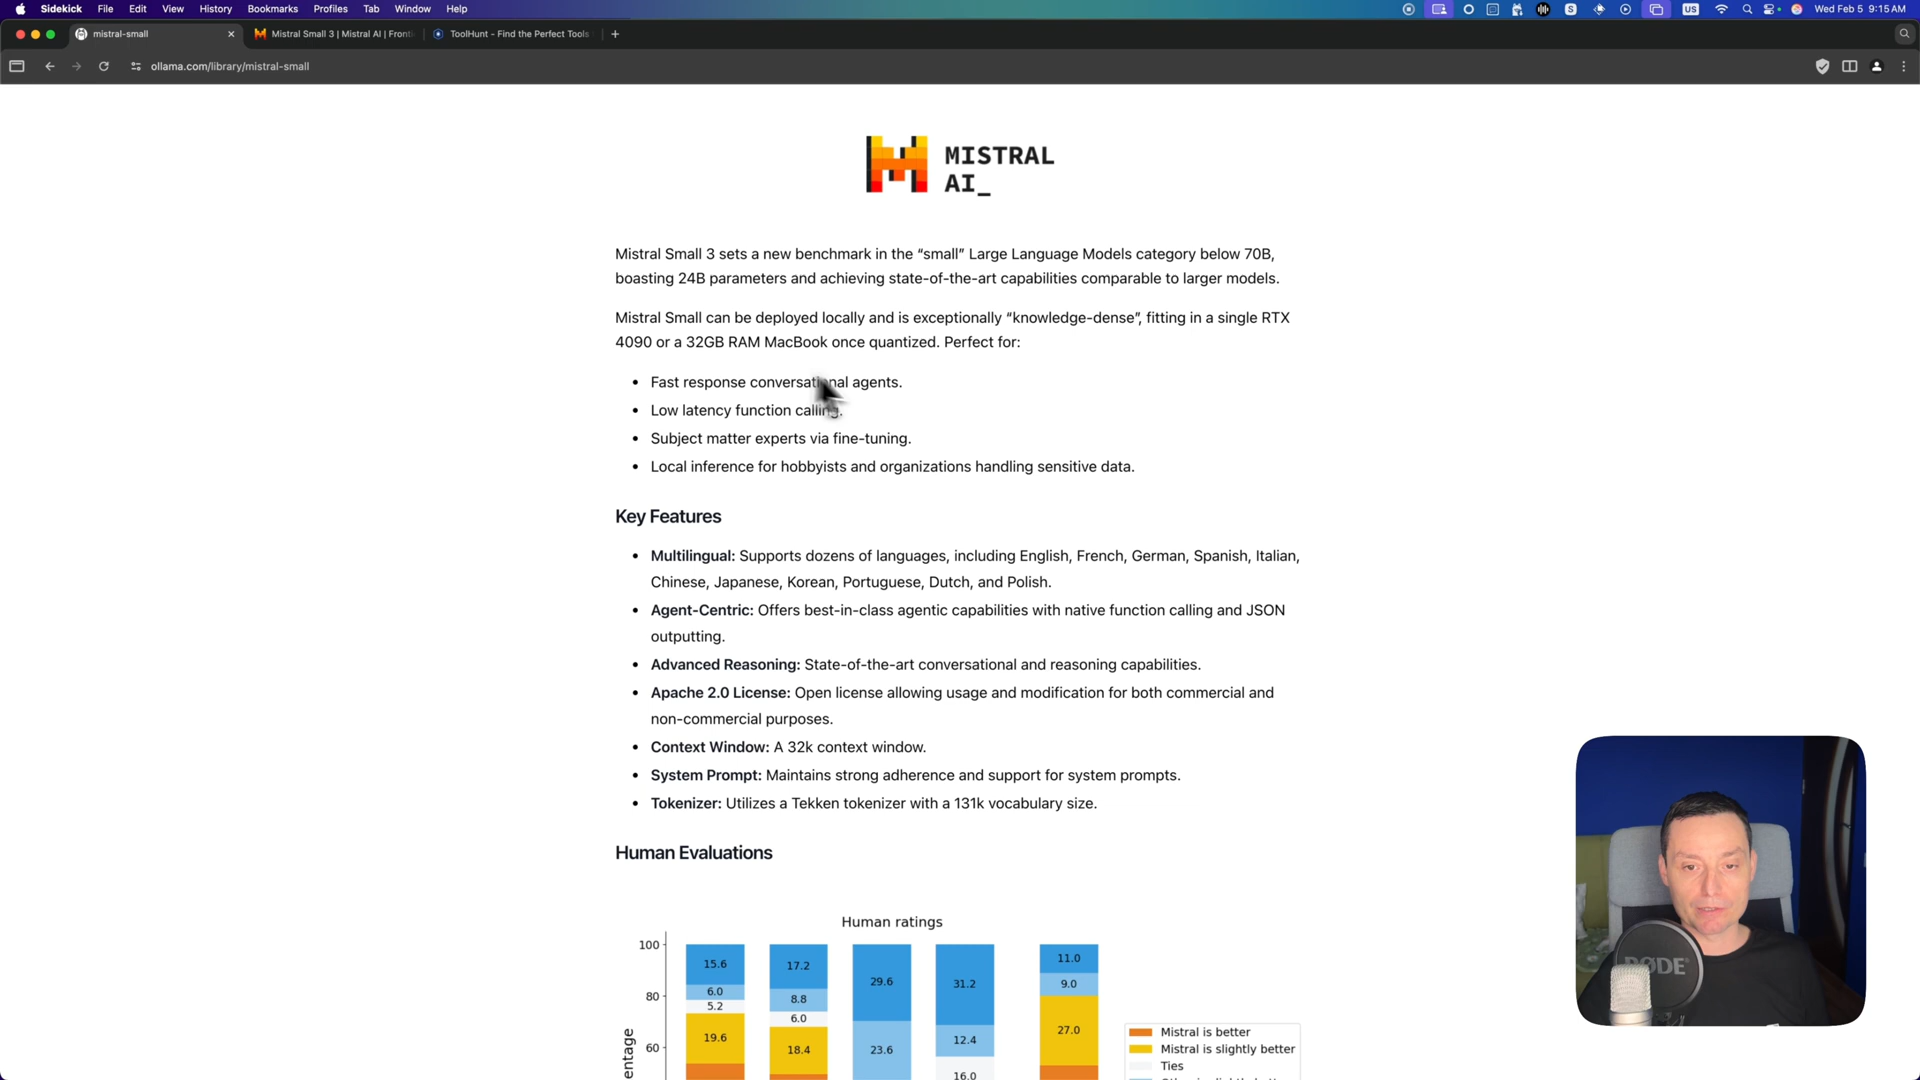 Sidekick File Edit View History Bookmarks Profiles Tab Window Help US Wed Feb 5 9:15 AM
mistral-small Mistral Small 3 | Mistral AI | Fronti ToolHunt - Find the Perfect Tools
ollama.com/library/mistral-small
MISTRAL
AI_
Mistral Small 3 sets a new benchmark in the “small” Large Language Models category below 70B,
boasting 24B parameters and achieving state-of-the-art capabilities comparable to larger models.
Mistral Small can be deployed locally and is exceptionally “knowledge-dense”, fitting in a single RTX
4090 or a 32GB RAM MacBook once quantized. Perfect for:
• Fast response conversational agents.
• Low latency function calling.
• Subject matter experts via fine-tuning.
• Local inference for hobbyists and organizations handling sensitive data.
Key Features
• Multilingual: Supports dozens of languages, including English, French, German, Spanish, Italian,
Chinese, Japanese, Korean, Portuguese, Dutch, and Polish.
• Agent-Centric: Offers best-in-class agentic capabilities with native function calling and JSON
outputting.
• Advanced Reasoning: State-of-the-art conversational and reasoning capabilities.
• Apache 2.0 License: Open license allowing usage and modification for both commercial and
non-commercial purposes.
• Context Window: A 32k context window.
• System Prompt: Maintains strong adherence and support for system prompts.
• Tokenizer: Utilizes a Tekken tokenizer with a 131k vocabulary size.
Human Evaluations
Human ratings
100
15.6 17.2 29.6 31.2 11.0
6.0 8.8 9.0
80
5.2 6.0
19.6 18.4 23.6 12.4 27.0
60
16.0
entage
Mistral is better
Mistral is slightly better
Ties
RØDE